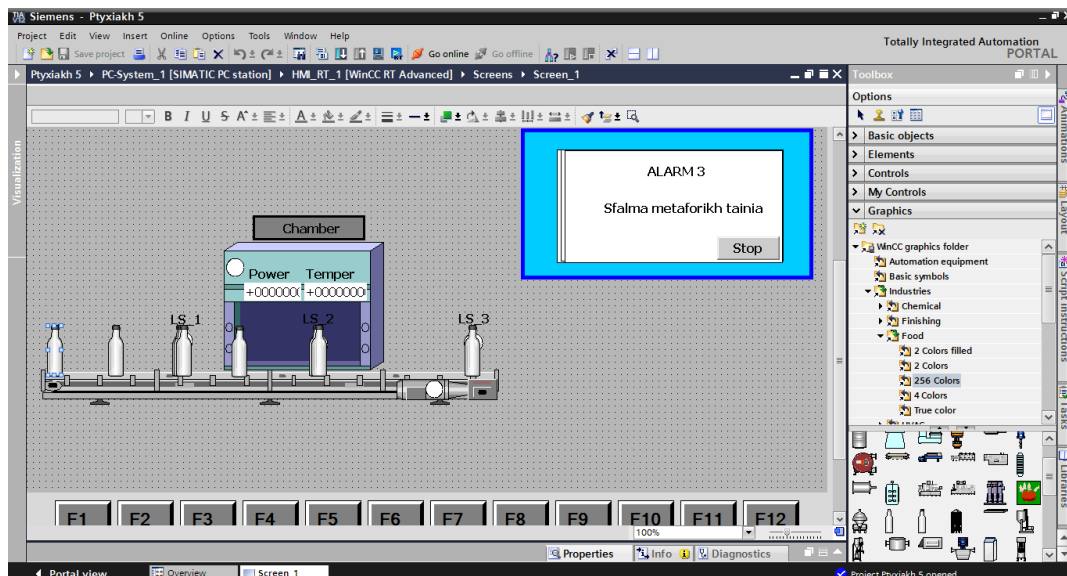 Siemens - Ptyxiakh 5
Project Edit View Insert Online Options Tools Window Help
Save project Go online Go offline
Totally Integrated Automation
PORTAL
Ptyxiakh 5 ▸ PC-System_1 [SIMATIC PC station] ▸ HMI_RT_1 [WinCC RT Advanced] ▸ Screens ▸ Screen_1
Toolbox
Options
Visualization
B I U S A
ALARM 3
Sfalma metaforikh tainia
Stop
Chamber
Power Temper
+0000000 +0000000
LS_1 LS_2 LS_3
F1 F2 F3 F4 F5 F6 F7 F8 F9 F10 F11 F12
100%
Basic objects
Elements
Controls
My Controls
Graphics
WinCC graphics folder
Automation equipment
Basic symbols
Industries
Chemical
Finishing
Food
2 Colors filled
2 Colors
256 Colors
4 Colors
True color
HVAC
Animations
Layout
Script instructions
Tasks
Libraries
Properties Info Diagnostics
Portal view Overview Screen_1
Project Ptyxiakh 5 opened.